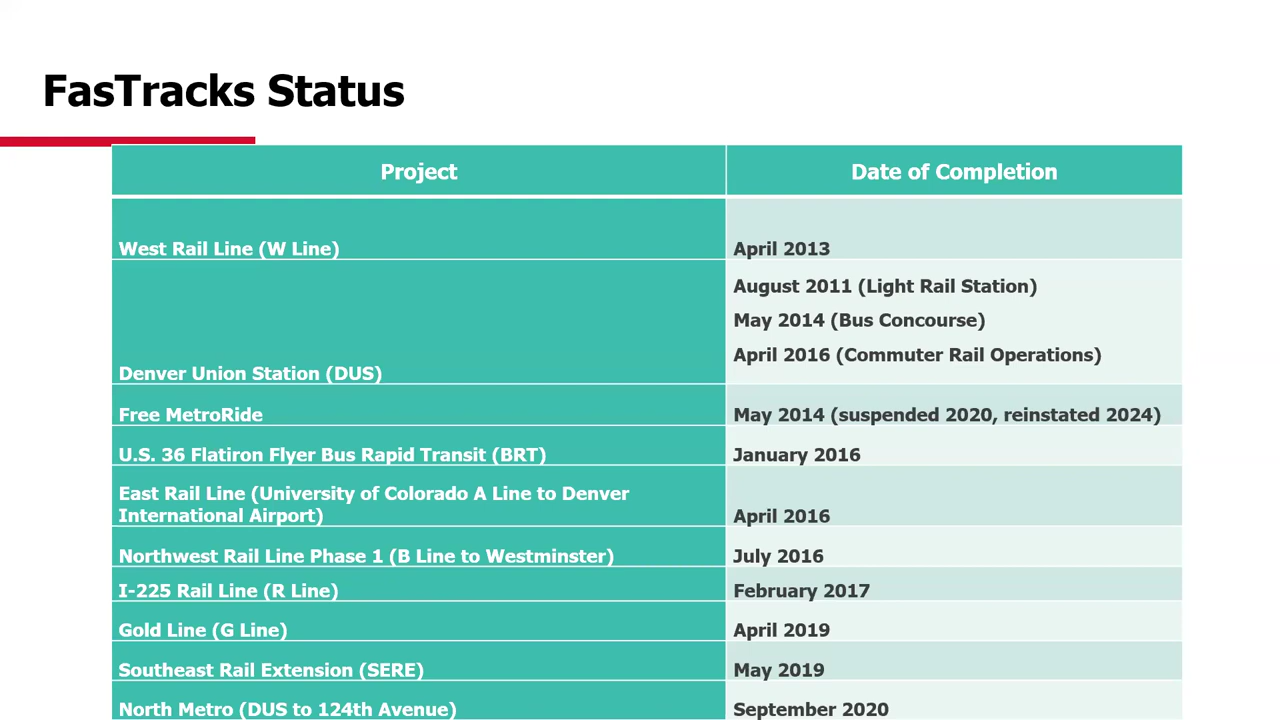 FasTracks Status
Project
Date of Completion
West Rail Line (W Line)
April 2013
Denver Union Station (DUS)
August 2011 (Light Rail Station)
May 2014 (Bus Concourse)
April 2016 (Commuter Rail Operations)
Free MetroRide
May 2014 (suspended 2020, reinstated 2024)
U.S. 36 Flatiron Flyer Bus Rapid Transit (BRT)
January 2016
East Rail Line (University of Colorado A Line to Denver
International Airport)
April 2016
Northwest Rail Line Phase 1 (B Line to Westminster)
July 2016
I-225 Rail Line (R Line)
February 2017
Gold Line (G Line)
April 2019
Southeast Rail Extension (SERE)
May 2019
North Metro (DUS to 124th Avenue)
September 2020